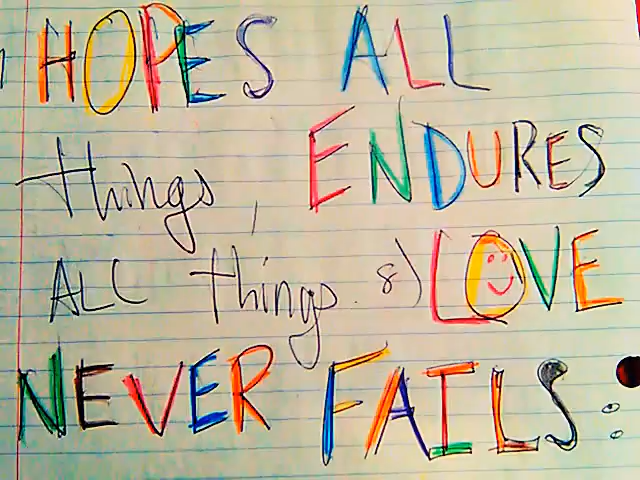 HOPES ALL
things, ENDURES
ALL things. 8) LOVE
NEVER FAILS